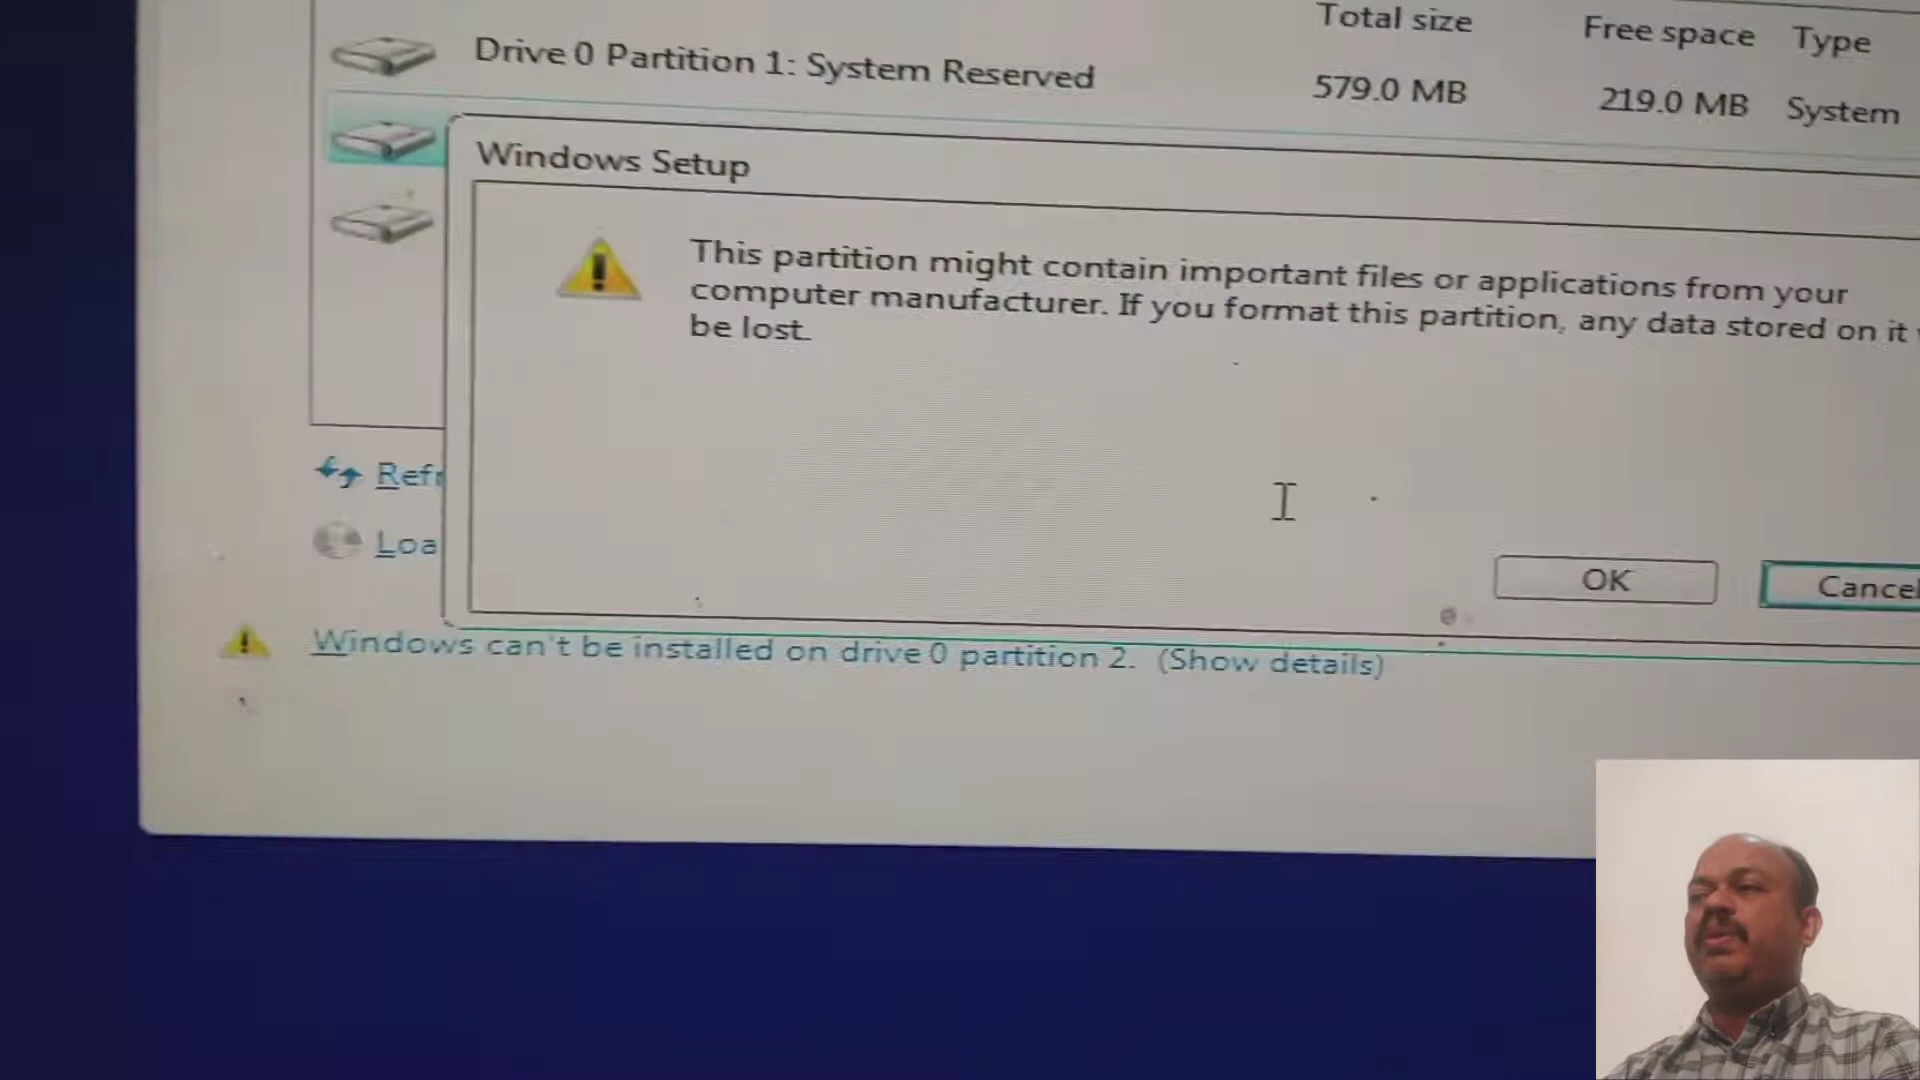 Total size Free space Type
Drive 0 Partition 1: System Reserved 579.0 MB 219.0 MB System
Windows Setup
This partition might contain important files or applications from your
computer manufacturer. If you format this partition, any data stored on it
be lost.
Refr
Loa
OK Cancel
Windows can't be installed on drive 0 partition 2. (Show details)